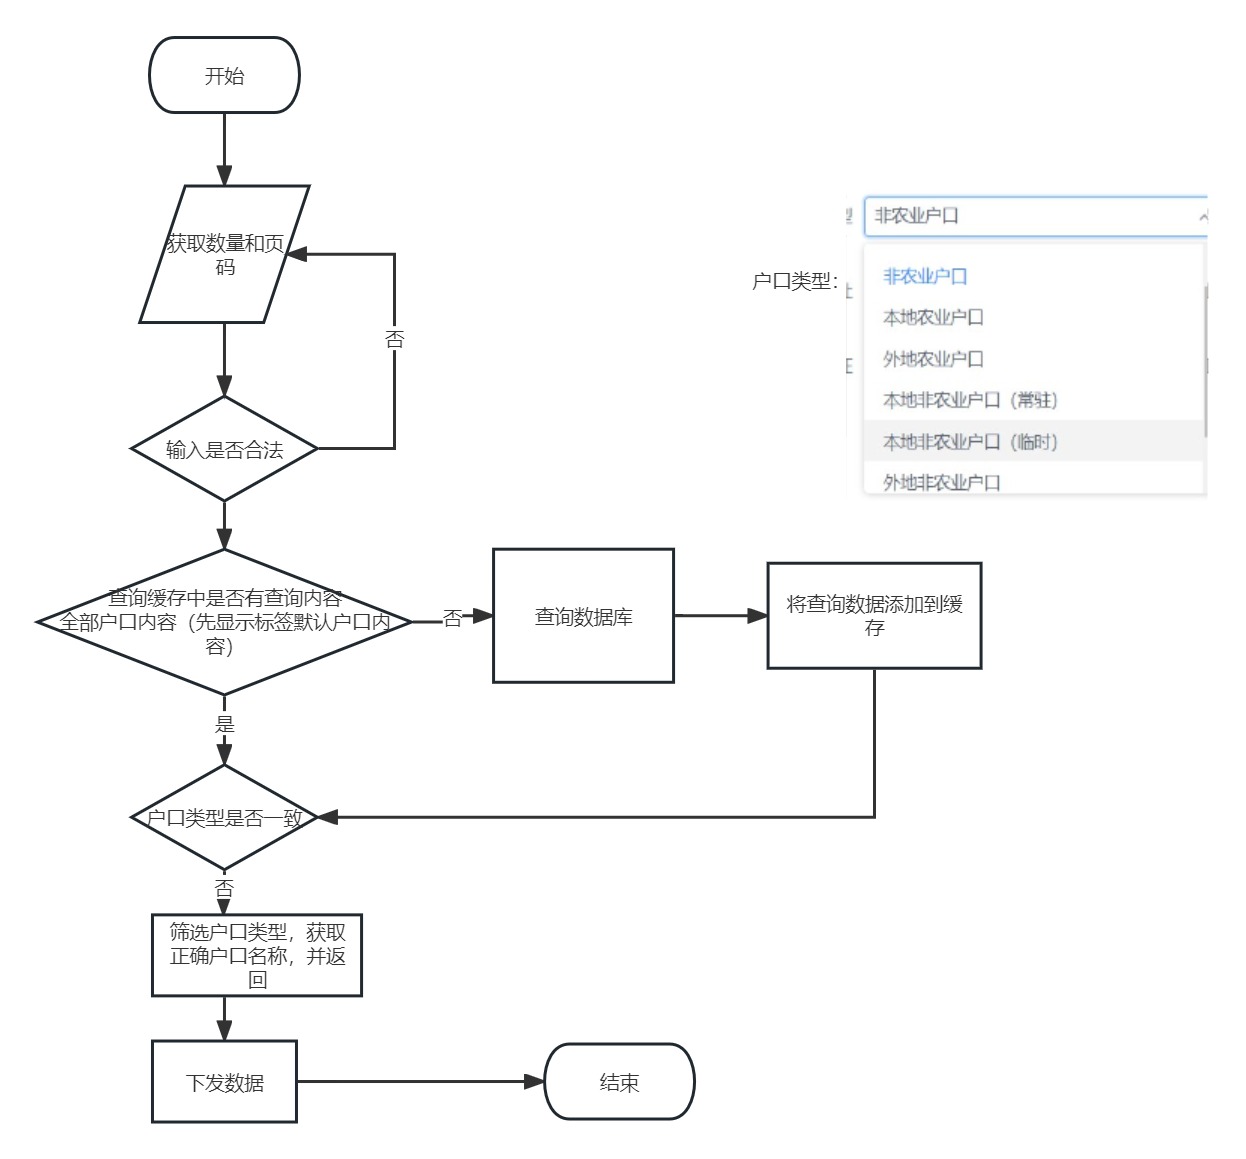 开始
获取数量和页
码
否
输入是否合法
查询缓存中是否有查询内容
全部户口内容（先显示标签默认户口内
容）
否
查询数据库
将查询数据添加到缓
存
是
户口类型是否一致
否
筛选户口类型，获取
正确户口名称，并返
回
下发数据
结束
户口类型：
非农业户口
非农业户口
本地农业户口
外地农业户口
本地非农业户口（常驻）
本地非农业户口（临时）
外地非农业户口